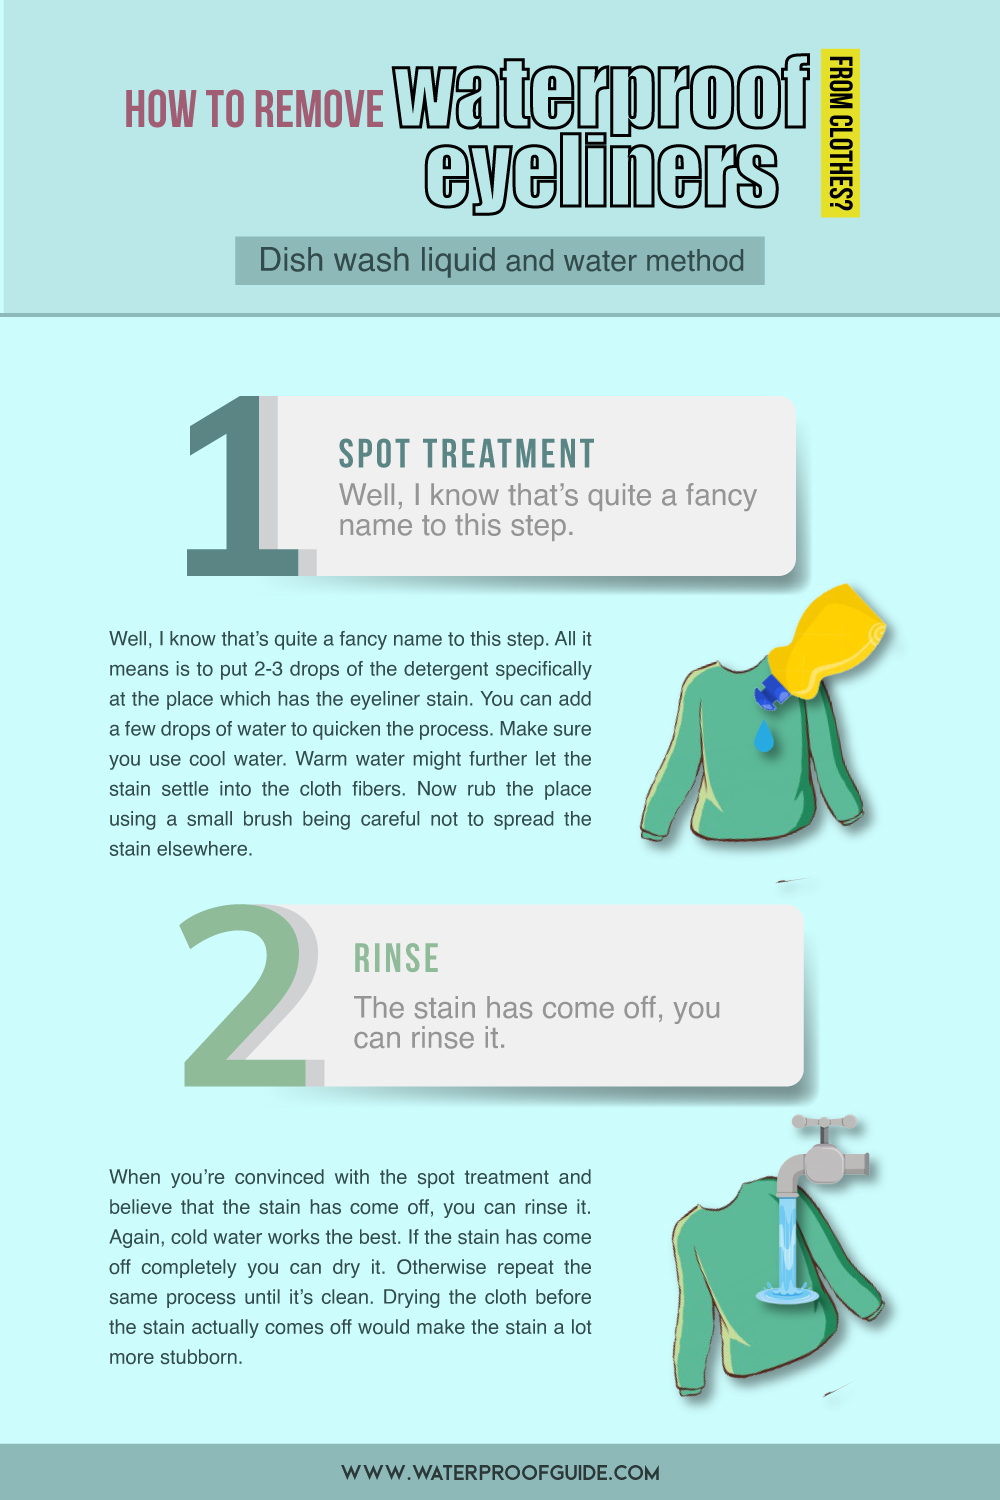 HOW TO REMOVE waterproof
eyeliners
FROM CLOTHES?
Dish wash liquid and water method
1
SPOT TREATMENT
Well, I know that's quite a fancy
name to this step.
Well, I know that's quite a fancy name to this step. All it
means is to put 2-3 drops of the detergent specifically
at the place which has the eyeliner stain. You can add
a few drops of water to quicken the process. Make sure
you use cool water. Warm water might further let the
stain settle into the cloth fibers. Now rub the place
using a small brush being careful not to spread the
stain elsewhere.
2
RINSE
The stain has come off, you
can rinse it.
When you're convinced with the spot treatment and
believe that the stain has come off, you can rinse it.
Again, cold water works the best. If the stain has come
off completely you can dry it. Otherwise repeat the
same process until it's clean. Drying the cloth before
the stain actually comes off would make the stain a lot
more stubborn.
WWW.WATERPROOFGUIDE.COM